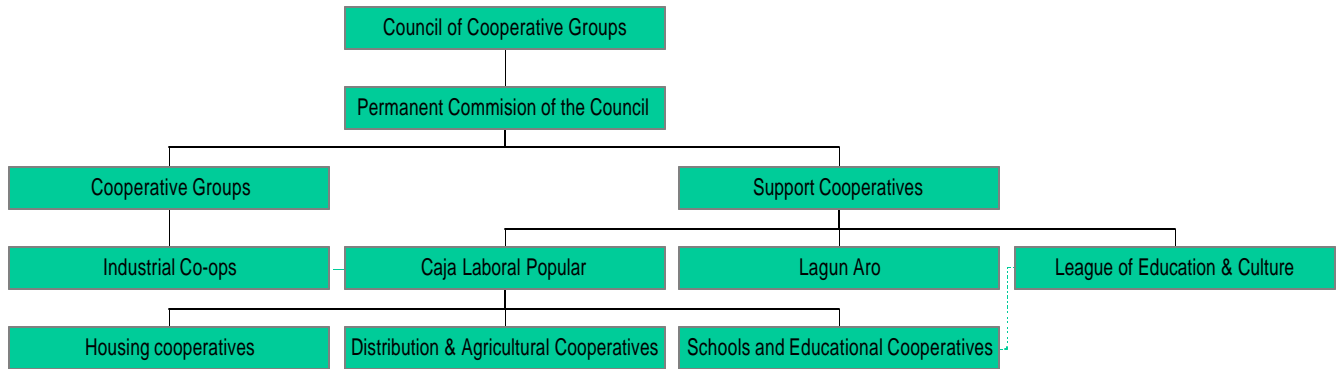 Council of Cooperative Groups
Permanent Commision of the Council
Cooperative Groups
Support Cooperatives
Industrial Co-ops
Caja Laboral Popular
Lagun Aro
League of Education & Culture
Housing cooperatives
Distribution & Agricultural Cooperatives
Schools and Educational Cooperatives